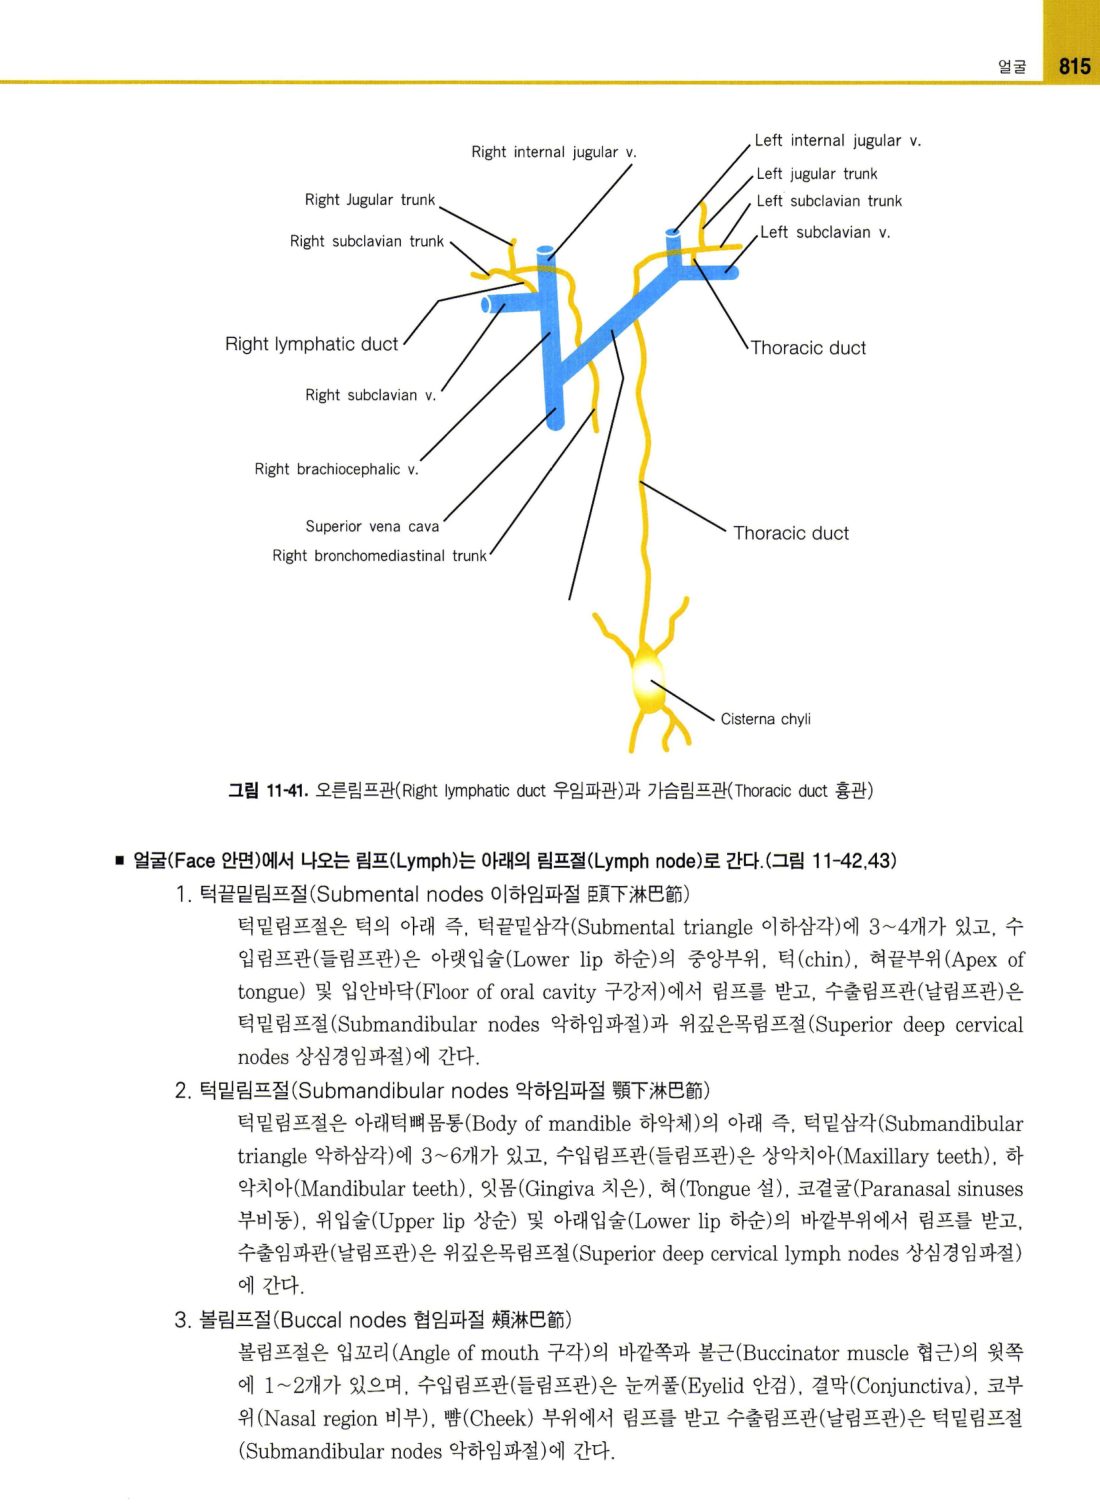 얼굴 815
Right internal jugular v.
Left internal jugular v.
Left jugular trunk
Right Jugular trunk
Left subclavian trunk
Right subclavian trunk
Left subclavian v.
Right lymphatic duct
Thoracic duct
Right subclavian v.
Right brachiocephalic v.
Superior vena cava
Thoracic duct
Right bronchomediastinal trunk
Cisterna chyli
그림 11-41. 오른림프관(Right lymphatic duct 우임파관)과 가슴림프관(Thoracic duct 흉관)
■ 얼굴(Face 안면)에서 나오는 림프(Lymph)는 아래의 림프절(Lymph node)로 간다.(그림 11-42,43)
1. 턱끝밑림프절(Submental nodes 이하임파절 頤下淋巴節)
턱밑림프절은 턱의 아래 즉, 턱끝밑삼각(Submental triangle 이하삼각)에 3~4개가 있고, 수
입림프관(들림프관)은 아랫입술(Lower lip 하순)의 중앙부위, 턱(chin), 혀끝부위(Apex of
tongue) 및 입안바닥(Floor of oral cavity 구강저)에서 림프를 받고, 수출림프관(날림프관)은
턱밑림프절(Submandibular nodes 악하임파절)과 위깊은목림프절(Superior deep cervical
nodes 상심경임파절)에 간다.
2. 턱밑림프절(Submandibular nodes 악하임파절 顎下淋巴節)
턱밑림프절은 아래턱뼈몸통(Body of mandible 하악체)의 아래 즉, 턱밑삼각(Submandibular
triangle 악하삼각)에 3~6개가 있고, 수입림프관(들림프관)은 상악치아(Maxillary teeth), 하
악치아(Mandibular teeth), 잇몸(Gingiva 치은), 혀(Tongue 설), 코곁굴(Paranasal sinuses
부비동), 위입술(Upper lip 상순) 및 아래입술(Lower lip 하순)의 바깥부위에서 림프를 받고,
수출임파관(날림프관)은 위깊은목림프절(Superior deep cervical lymph nodes 상심경임파절)
에 간다.
3. 볼림프절(Buccal nodes 협임파절 頰淋巴節)
볼림프절은 입꼬리(Angle of mouth 구각)의 바깥쪽과 볼근(Buccinator muscle 협근)의 윗쪽
에 1~2개가 있으며, 수입림프관(들림프관)은 눈꺼풀(Eyelid 안검), 결막(Conjunctiva), 코부
위(Nasal region 비부), 뺨(Cheek) 부위에서 림프를 받고 수출림프관(날림프관)은 턱밑림프절
(Submandibular nodes 악하임파절)에 간다.